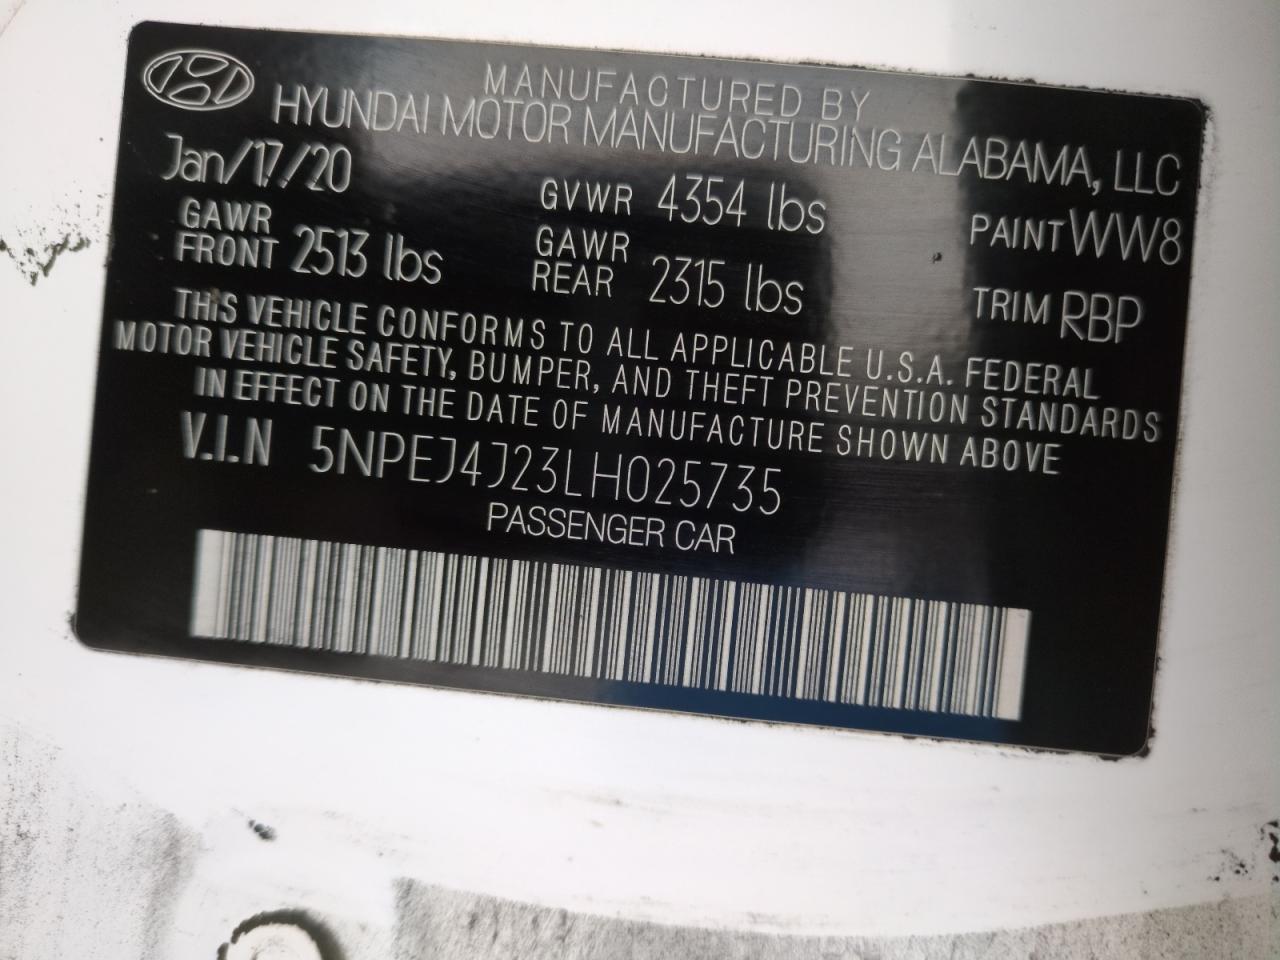 MANUFACTURED BY
HYUNDAI MOTOR MANUFACTURING ALABAMA, LLC
Jan/17/20
GVWR 4354 lbs
PAINT WW8
GAWR FRONT 2513 lbs
GAWR REAR 2315 lbs
TRIM RBP
THIS VEHICLE CONFORMS TO ALL APPLICABLE U.S.A. FEDERAL
MOTOR VEHICLE SAFETY, BUMPER, AND THEFT PREVENTION STANDARDS
IN EFFECT ON THE DATE OF MANUFACTURE SHOWN ABOVE
V.I.N 5NPEJ4J23LH025735
PASSENGER CAR